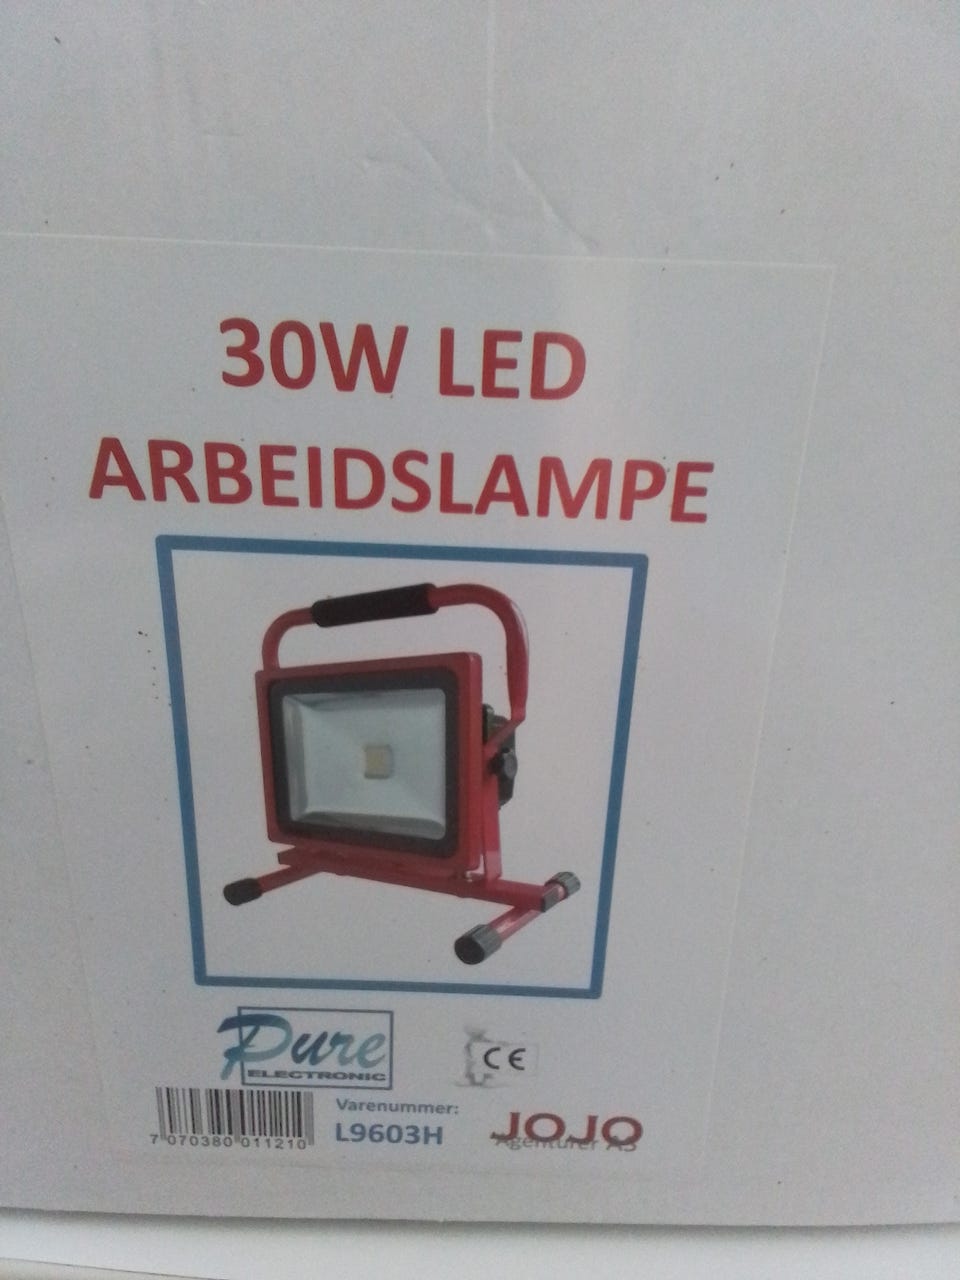 30W LED
ARBEIDSLAMPE
Pure
ELECTRONIC
CE
Varenummer:
L9603H
7 070380 011210
JOJO
Agenturer AS